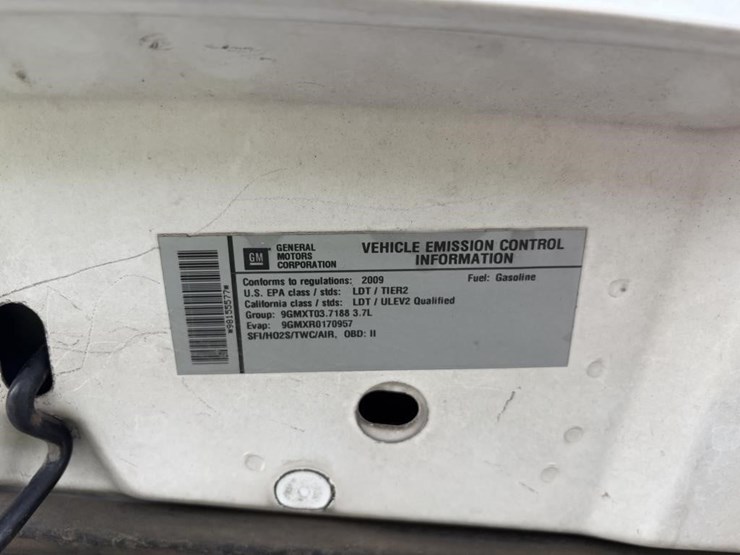 GM
GENERAL
MOTORS
CORPORATION
VEHICLE EMISSION CONTROL
INFORMATION
Conforms to regulations: 2009
Fuel: Gasoline
U.S. EPA class / stds: LDT / TIER2
California class / stds: LDT / ULEV2 Qualified
Group: 9GMXT03.7188 3.7L
Evap: 9GMXR0170957
SFI/HO2S/TWC/AIR, OBD: II
*98155577*